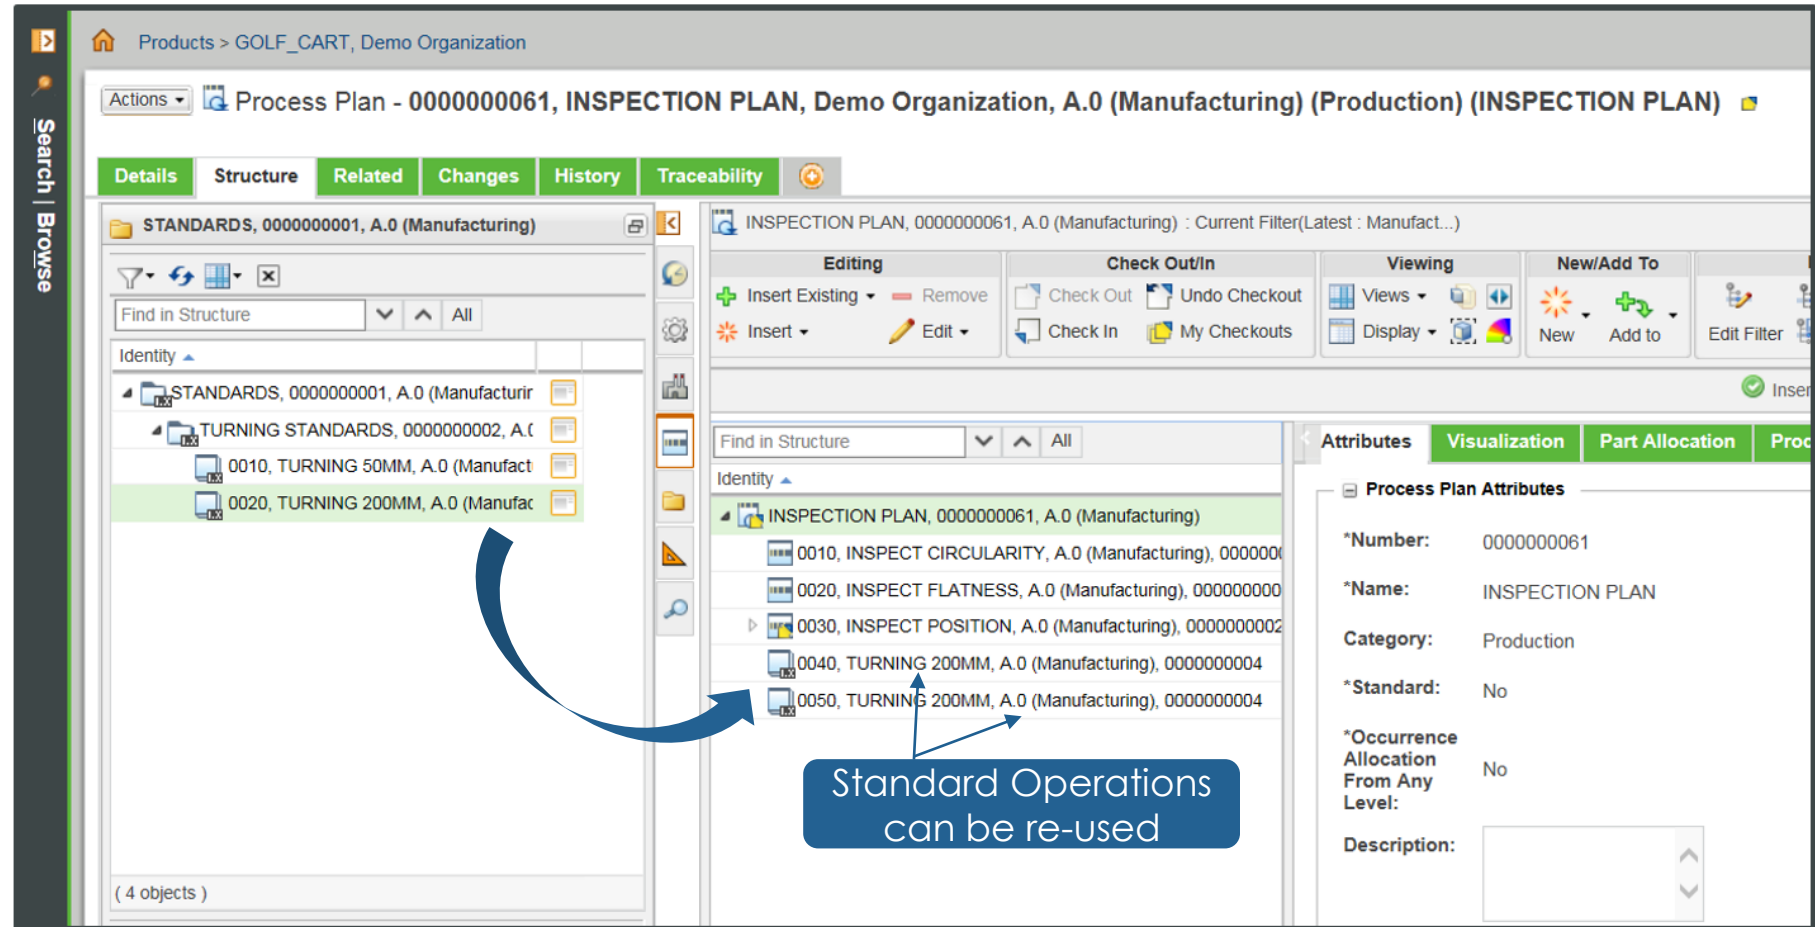 Search | Browse
Products > GOLF_CART, Demo Organization
Actions
Process Plan - 0000000061, INSPECTION PLAN, Demo Organization, A.0 (Manufacturing) (Production) (INSPECTION PLAN)
Details Structure Related Changes History Traceability
STANDARDS, 0000000001, A.0 (Manufacturing)
Find in Structure All
Identity
STANDARDS, 0000000001, A.0 (Manufacturir
TURNING STANDARDS, 0000000002, A.(
0010, TURNING 50MM, A.0 (Manufact
0020, TURNING 200MM, A.0 (Manufac
( 4 objects )
INSPECTION PLAN, 0000000061, A.0 (Manufacturing) : Current Filter(Latest : Manufact...)
Editing Check Out/In Viewing New/Add To
Insert Existing Remove Check Out Undo Checkout Views
Insert Edit Check In My Checkouts Display New Add to Edit Filter
Inser
Find in Structure All
Identity
INSPECTION PLAN, 0000000061, A.0 (Manufacturing)
0010, INSPECT CIRCULARITY, A.0 (Manufacturing), 000000(
0020, INSPECT FLATNESS, A.0 (Manufacturing), 000000000
0030, INSPECT POSITION, A.0 (Manufacturing), 0000000002
0040, TURNING 200MM, A.0 (Manufacturing), 0000000004
0050, TURNING 200MM, A.0 (Manufacturing), 0000000004
Standard Operations
can be re-used
Attributes Visualization Part Allocation Proc
Process Plan Attributes
*Number: 0000000061
*Name: INSPECTION PLAN
Category: Production
*Standard: No
*Occurrence
Allocation
From Any
Level: No
Description: